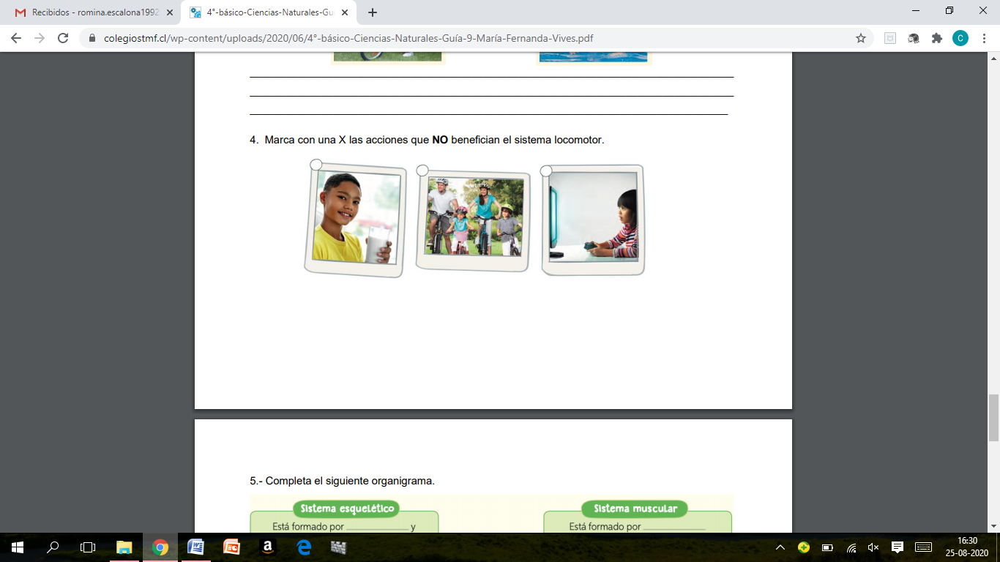 Recibidos - romina.escalona1992
4°-básico-Ciencias-Naturales-Gu
colegiostmf.cl/wp-content/uploads/2020/06/4°-básico-Ciencias-Naturales-Guía-9-María-Fernanda-Vives.pdf
C
4. Marca con una X las acciones que NO benefician el sistema locomotor.
5.- Completa el siguiente organigrama.
Sistema esquelético
Sistema muscular
Está formado por ____________ y
Está formado por ____________
16:30
25-08-2020